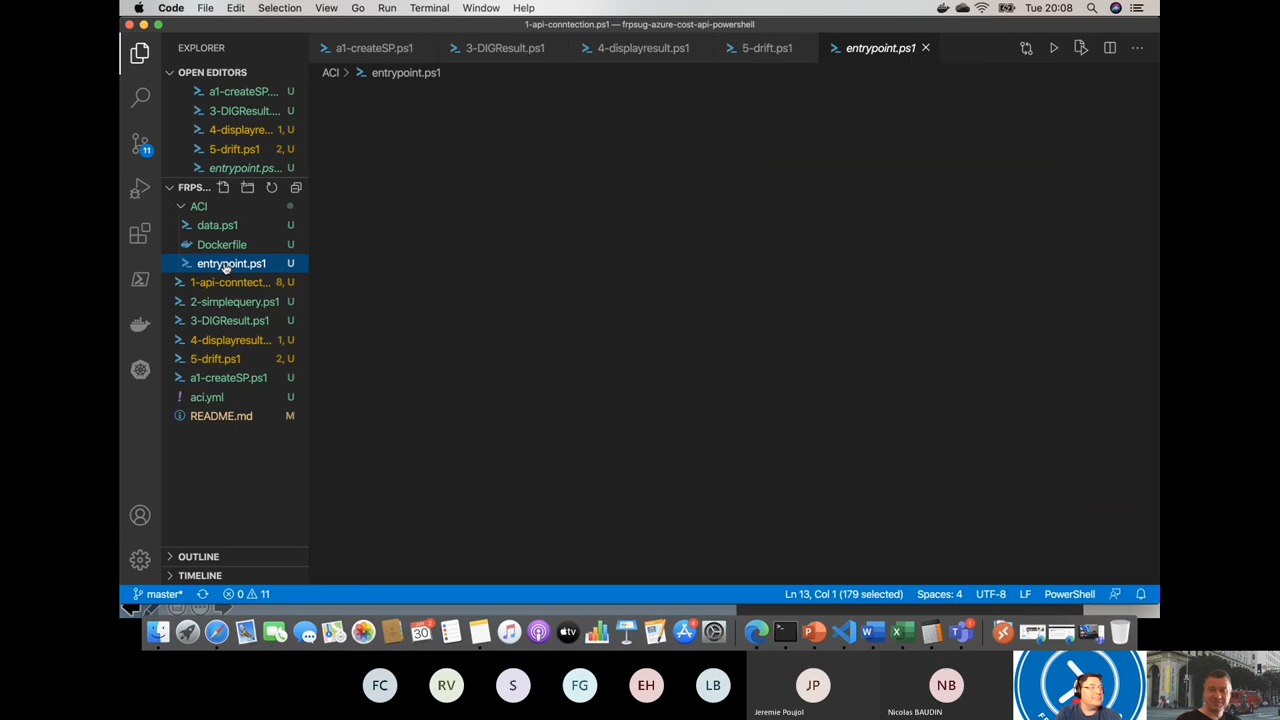 Code File Edit Selection View Go Run Terminal Window Help Tue 20:08
1-api-conntection.ps1 — frpsug-azure-cost-api-powershell
EXPLORER
a1-createSP.ps1 3-DIGResult.ps1 4-displayresult.ps1 5-drift.ps1 entrypoint.ps1
OPEN EDITORS
ACI > entrypoint.ps1
a1-createSP.... U
3-DIGResult.... U
4-displayre... 1, U
5-drift.ps1 2, U
entrypoint.ps... U
FRPS...
ACI
data.ps1 U
Dockerfile U
entrypoint.ps1 U
1-api-conntect... 8, U
2-simplequery.ps1 U
3-DIGResult.ps1 U
4-displayresult... 1, U
5-drift.ps1 2, U
a1-createSP.ps1 U
! aci.yml U
README.md M
11
OUTLINE
TIMELINE
master* 0 11 Ln 13, Col 1 (179 selected) Spaces: 4 UTF-8 LF PowerShell
30
tv
FC RV S FG EH LB JP NB
Jeremie Poujol Nicolas BAUDIN